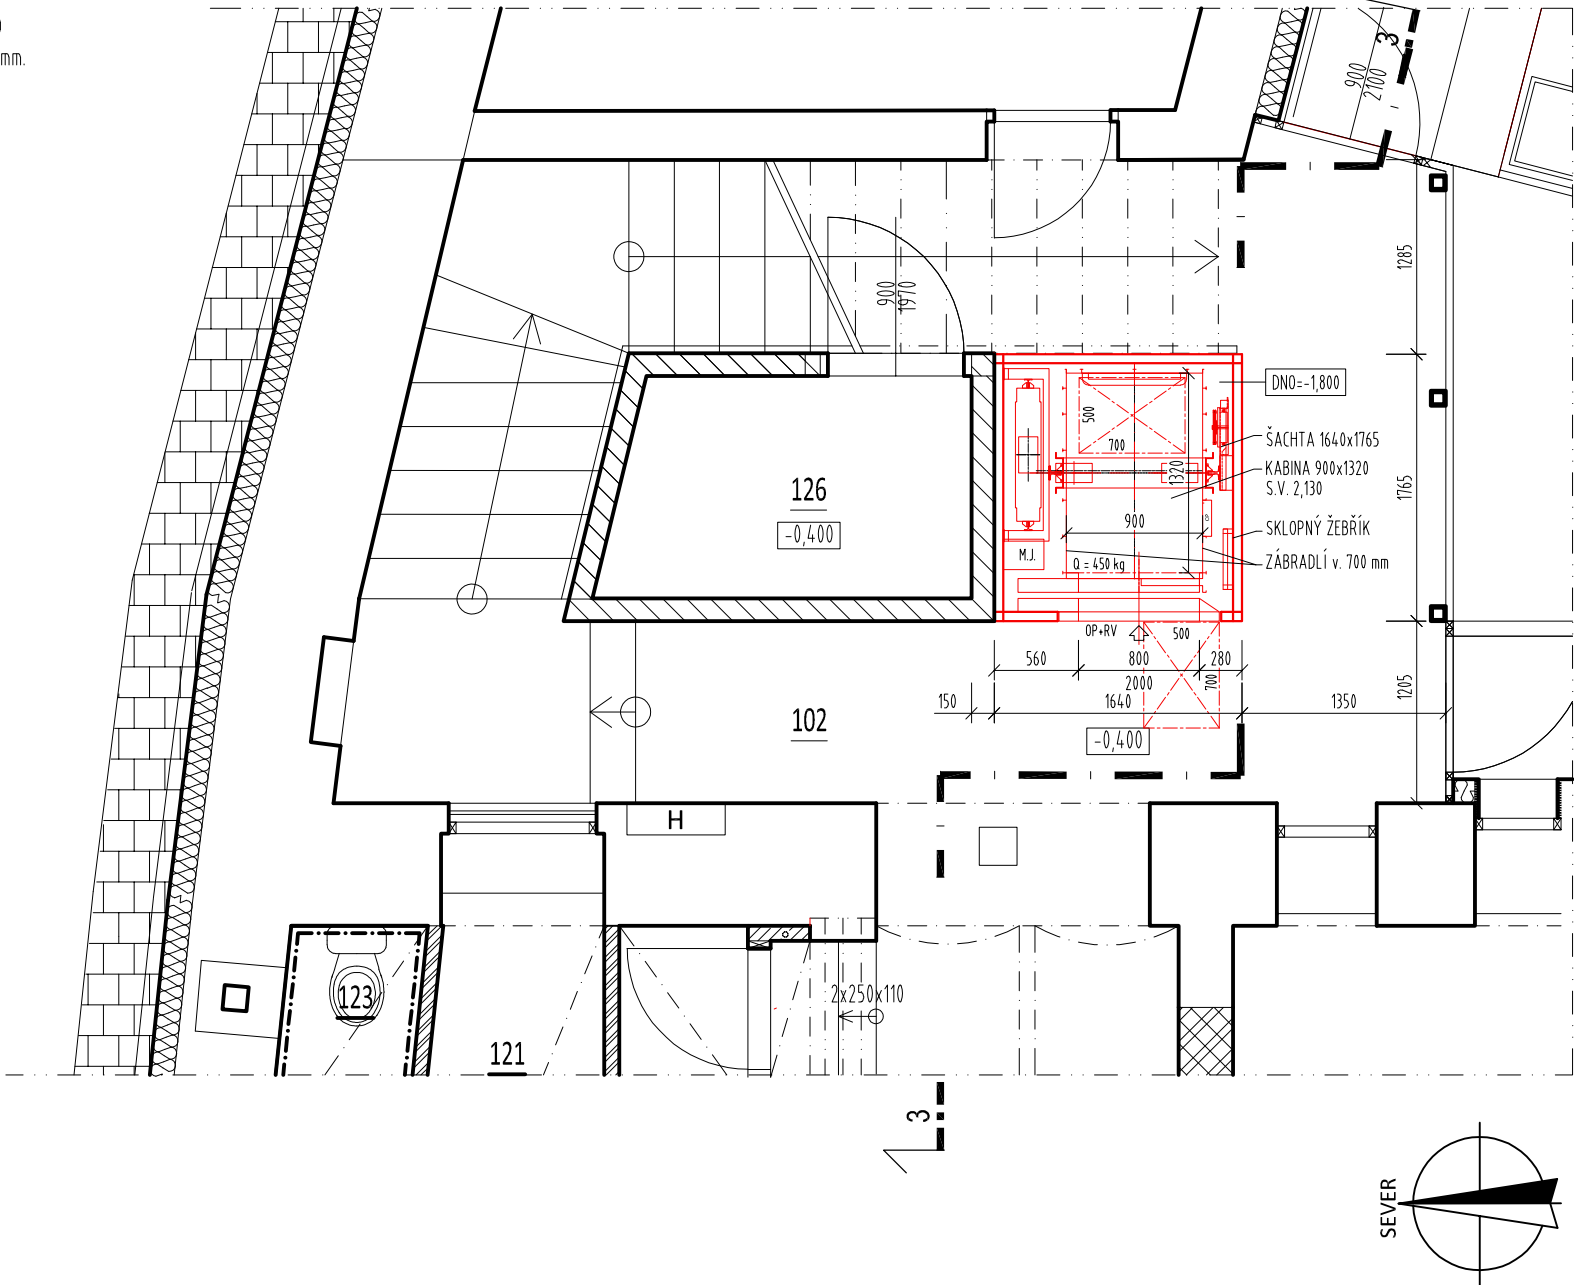 mm.
3
900
2100
1285
900
1970
DNO=-1,800
ŠACHTA 1640x1765
KABINA 900x1320
S.V. 2,130
SKLOPNÝ ŽEBŘÍK
ZÁBRADLÍ v. 700 mm
500
700
1320
900
M.J.
Q = 450 kg
1765
126
-0,400
OP+RV
500
700
560
800
280
2000
150
1640
1350
1205
102
-0,400
H
123
2x250x110
121
3
SEVER